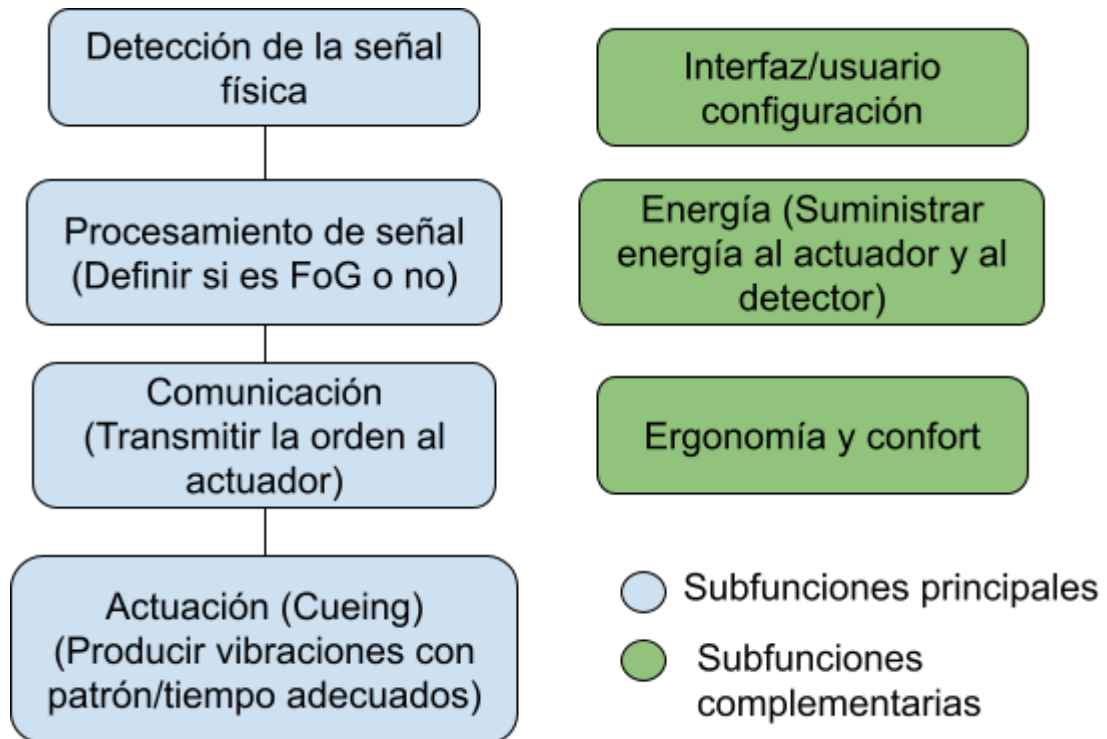 Detección de la señal
física
Procesamiento de señal
(Definir si es FoG o no)
Comunicación
(Transmitir la orden al
actuador)
Actuación (Cueing)
(Producir vibraciones con
patrón/tiempo adecuados)
Interfaz/usuario
configuración
Energía (Suministrar
energía al actuador y al
detector)
Ergonomía y confort
Subfunciones principales
Subfunciones
complementarias